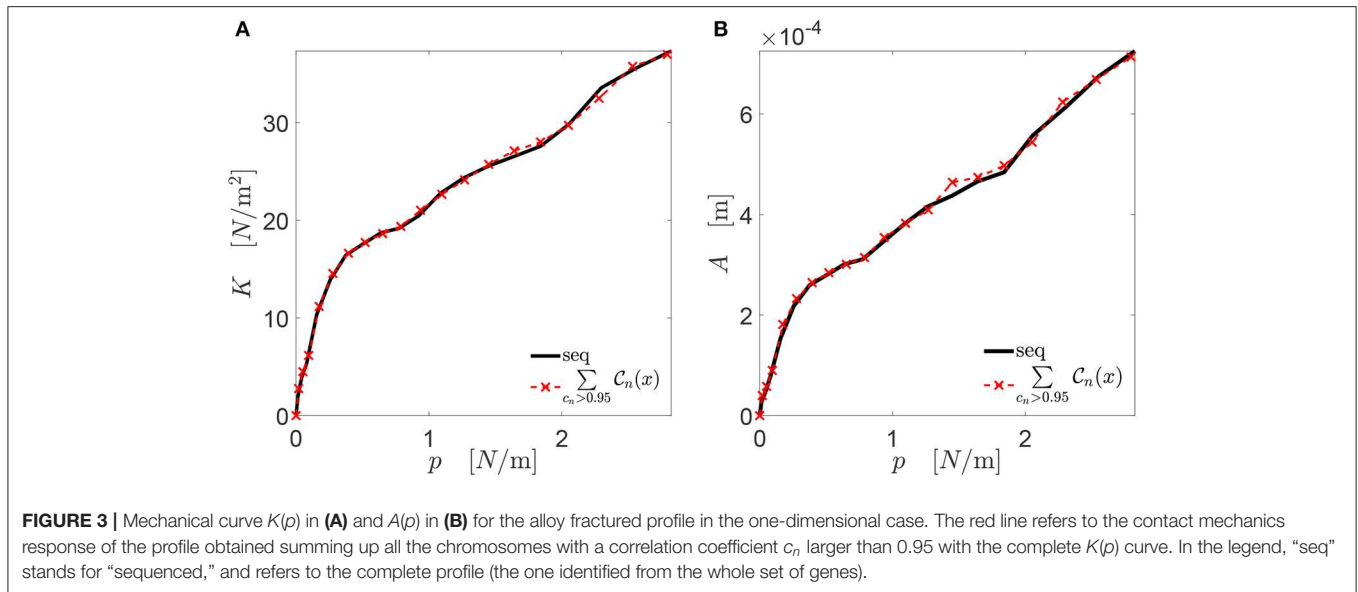 A
K [N/m²]
30
20
10
0
0 1 2
p [N/m]
seq
∑ Cₙ(x)
cₙ>0.95
B
×10⁻⁴
A [m]
6
4
2
0
0 1 2
p [N/m]
seq
∑ Cₙ(x)
cₙ>0.95
FIGURE 3 | Mechanical curve K(p) in (A) and A(p) in (B) for the alloy fractured profile in the one-dimensional case. The red line refers to the contact mechanics
response of the profile obtained summing up all the chromosomes with a correlation coefficient cₙ larger than 0.95 with the complete K(p) curve. In the legend, “seq”
stands for “sequenced,” and refers to the complete profile (the one identified from the whole set of genes).